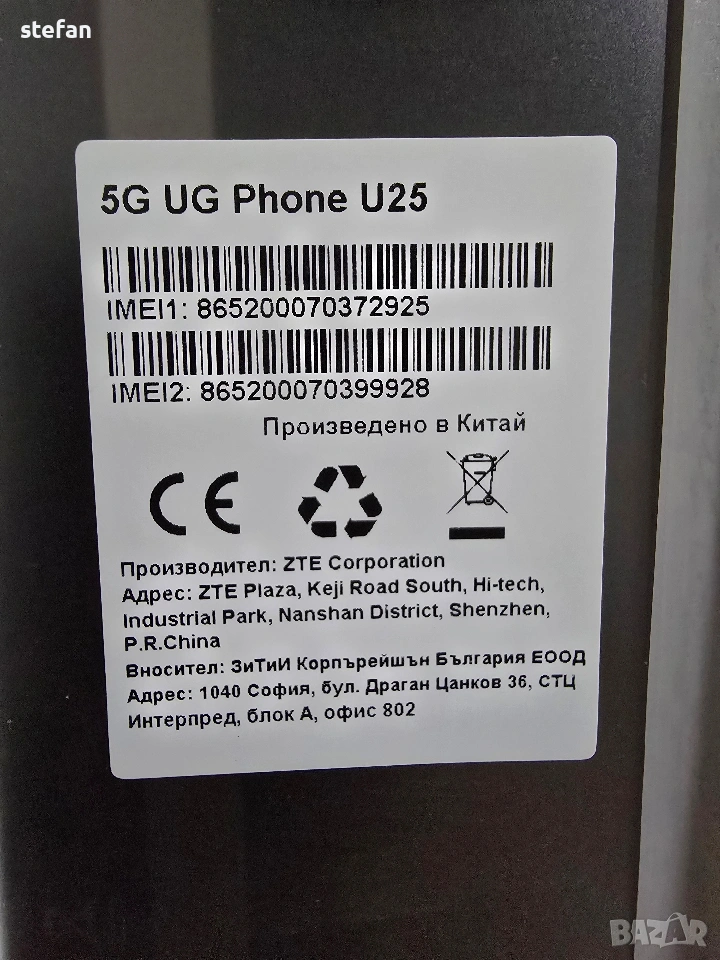 stefan
5G UG Phone U25
IMEI1: 865200070372925
IMEI2: 865200070399928
Произведено в Китай
CE
Производител: ZTE Corporation
Адрес: ZTE Plaza, Keji Road South, Hi-tech,
Industrial Park, Nanshan District, Shenzhen,
P.R.China
Вносител: ЗиТиИ Корпърейшън България ЕООД
Адрес: 1040 София, бул. Драган Цанков 36, СТЦ
Интерпред, блок А, офис 802
BAZAR